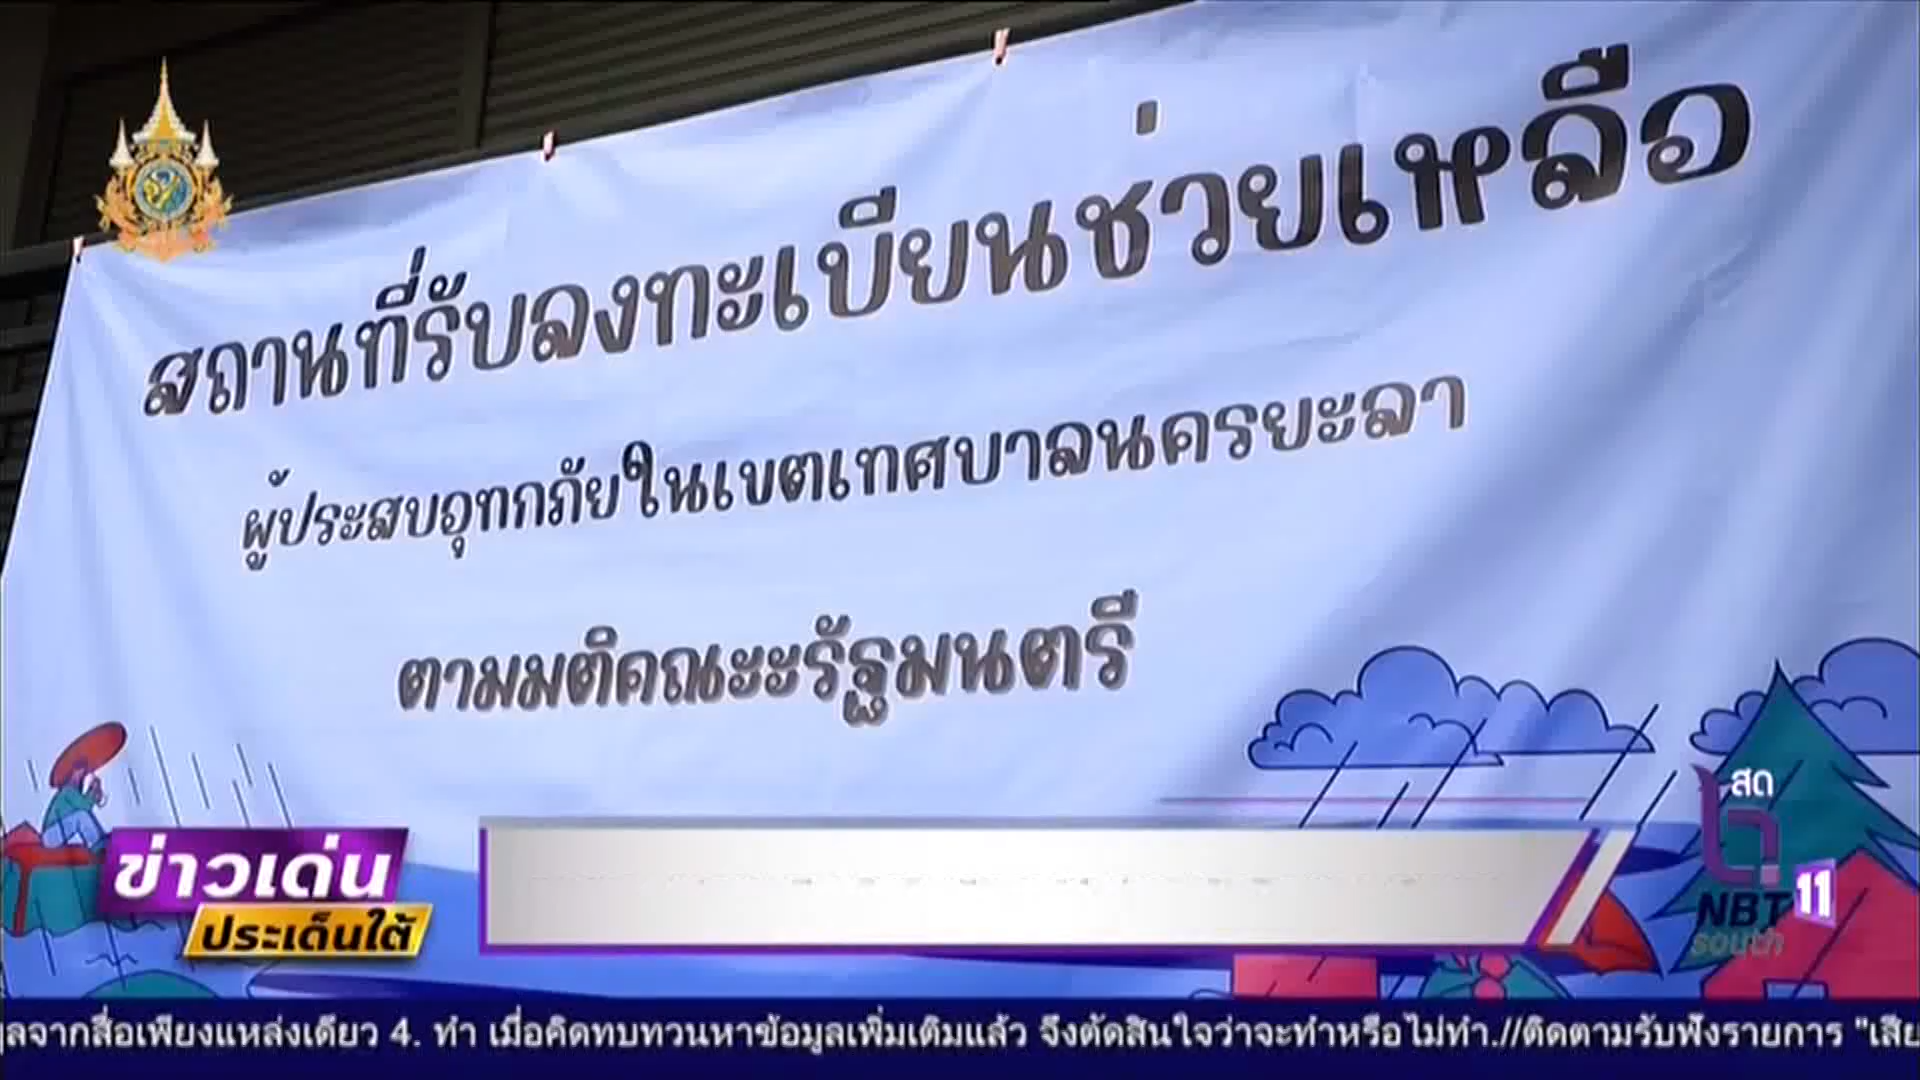 สถานที่รับลงทะเบียนช่วยเหลือ
ผู้ประสบอุทกภัยในเขตเทศบาลนครยะลา
ตามมติคณะะรัฐมนตรี
สด
ข่าวเด่น
ประเด็นใต้
NBT 11
south
ลจากสื่อเพียงแหล่งเดียว 4. ทำ เมื่อคิดทบทวนหาข้อมูลเพิ่มเติมแล้ว จึงตัดสินใจว่าจะทำหรือไม่ทำ.//ติดตามรับฟังรายการ "เสีย